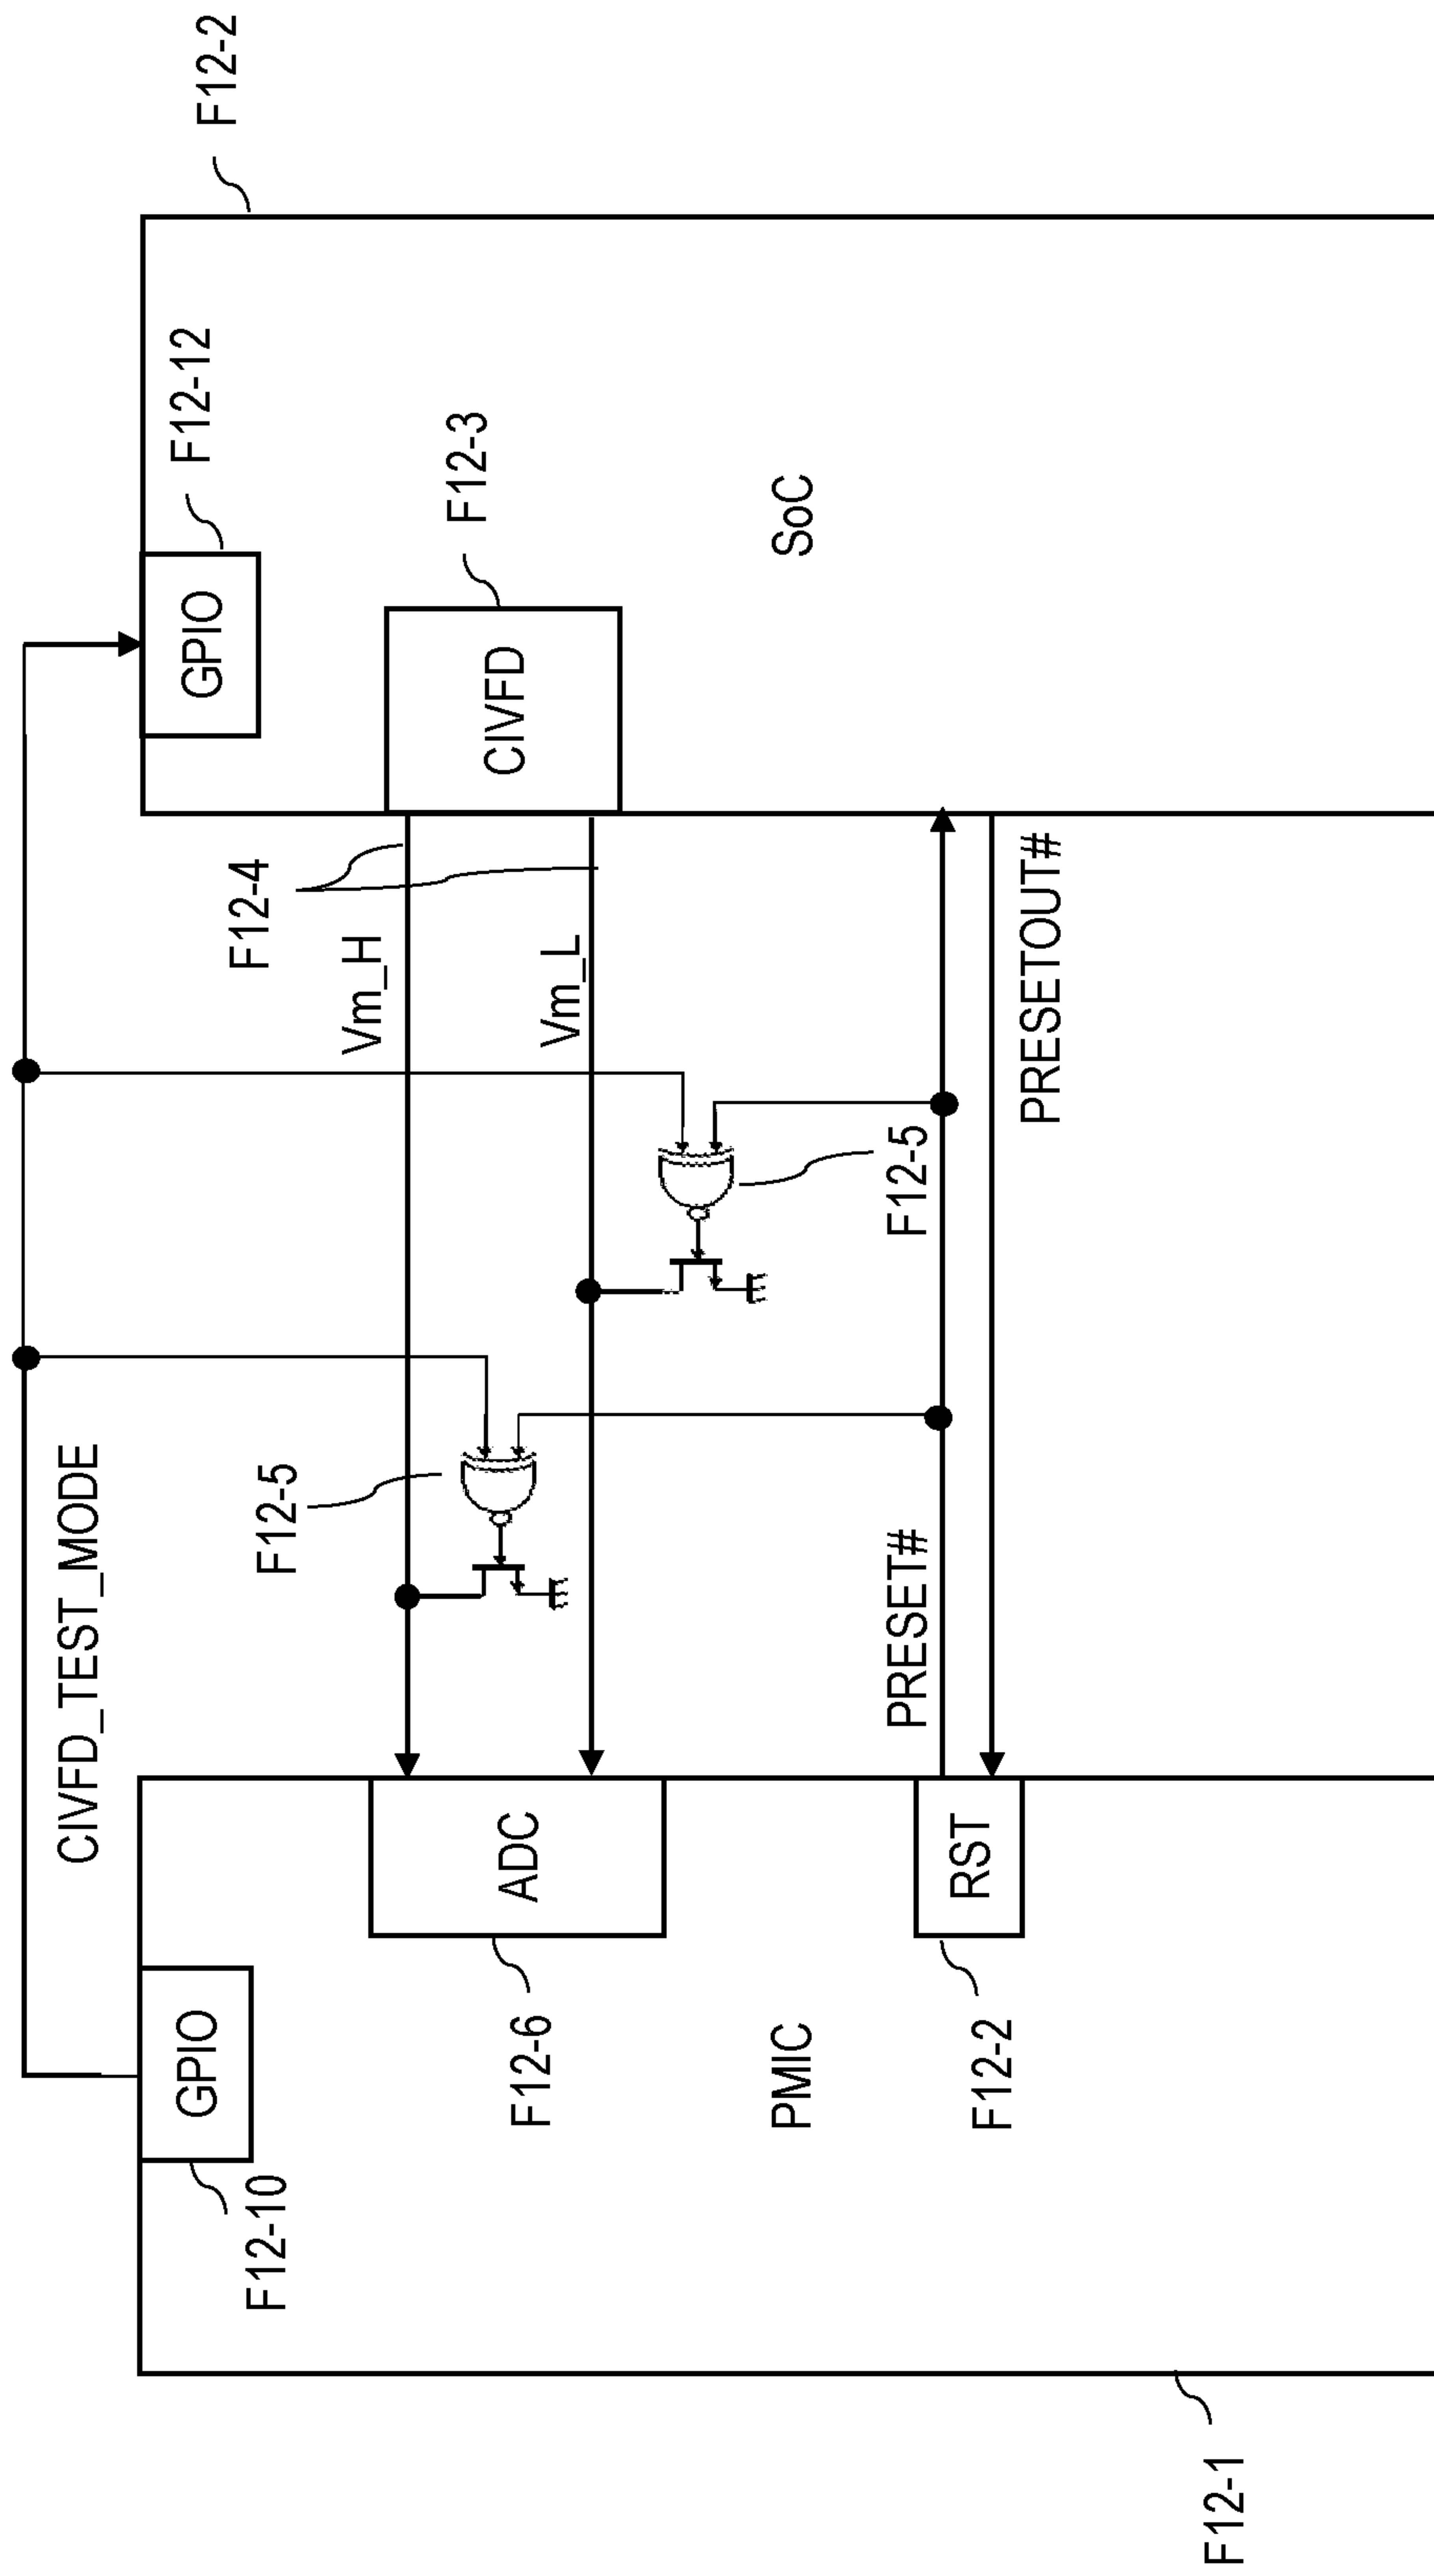 CIVFD_TEST_MODE
F12-2
F12-10
GPIO
GPIO
F12-12
F12-4
F12-5
Vm_H
F12-3
ADC
CIVFD
F12-6
Vm_L
PMIC
SoC
PRESET#
F12-5
RST
F12-2
PRESETOUT#
F12-1